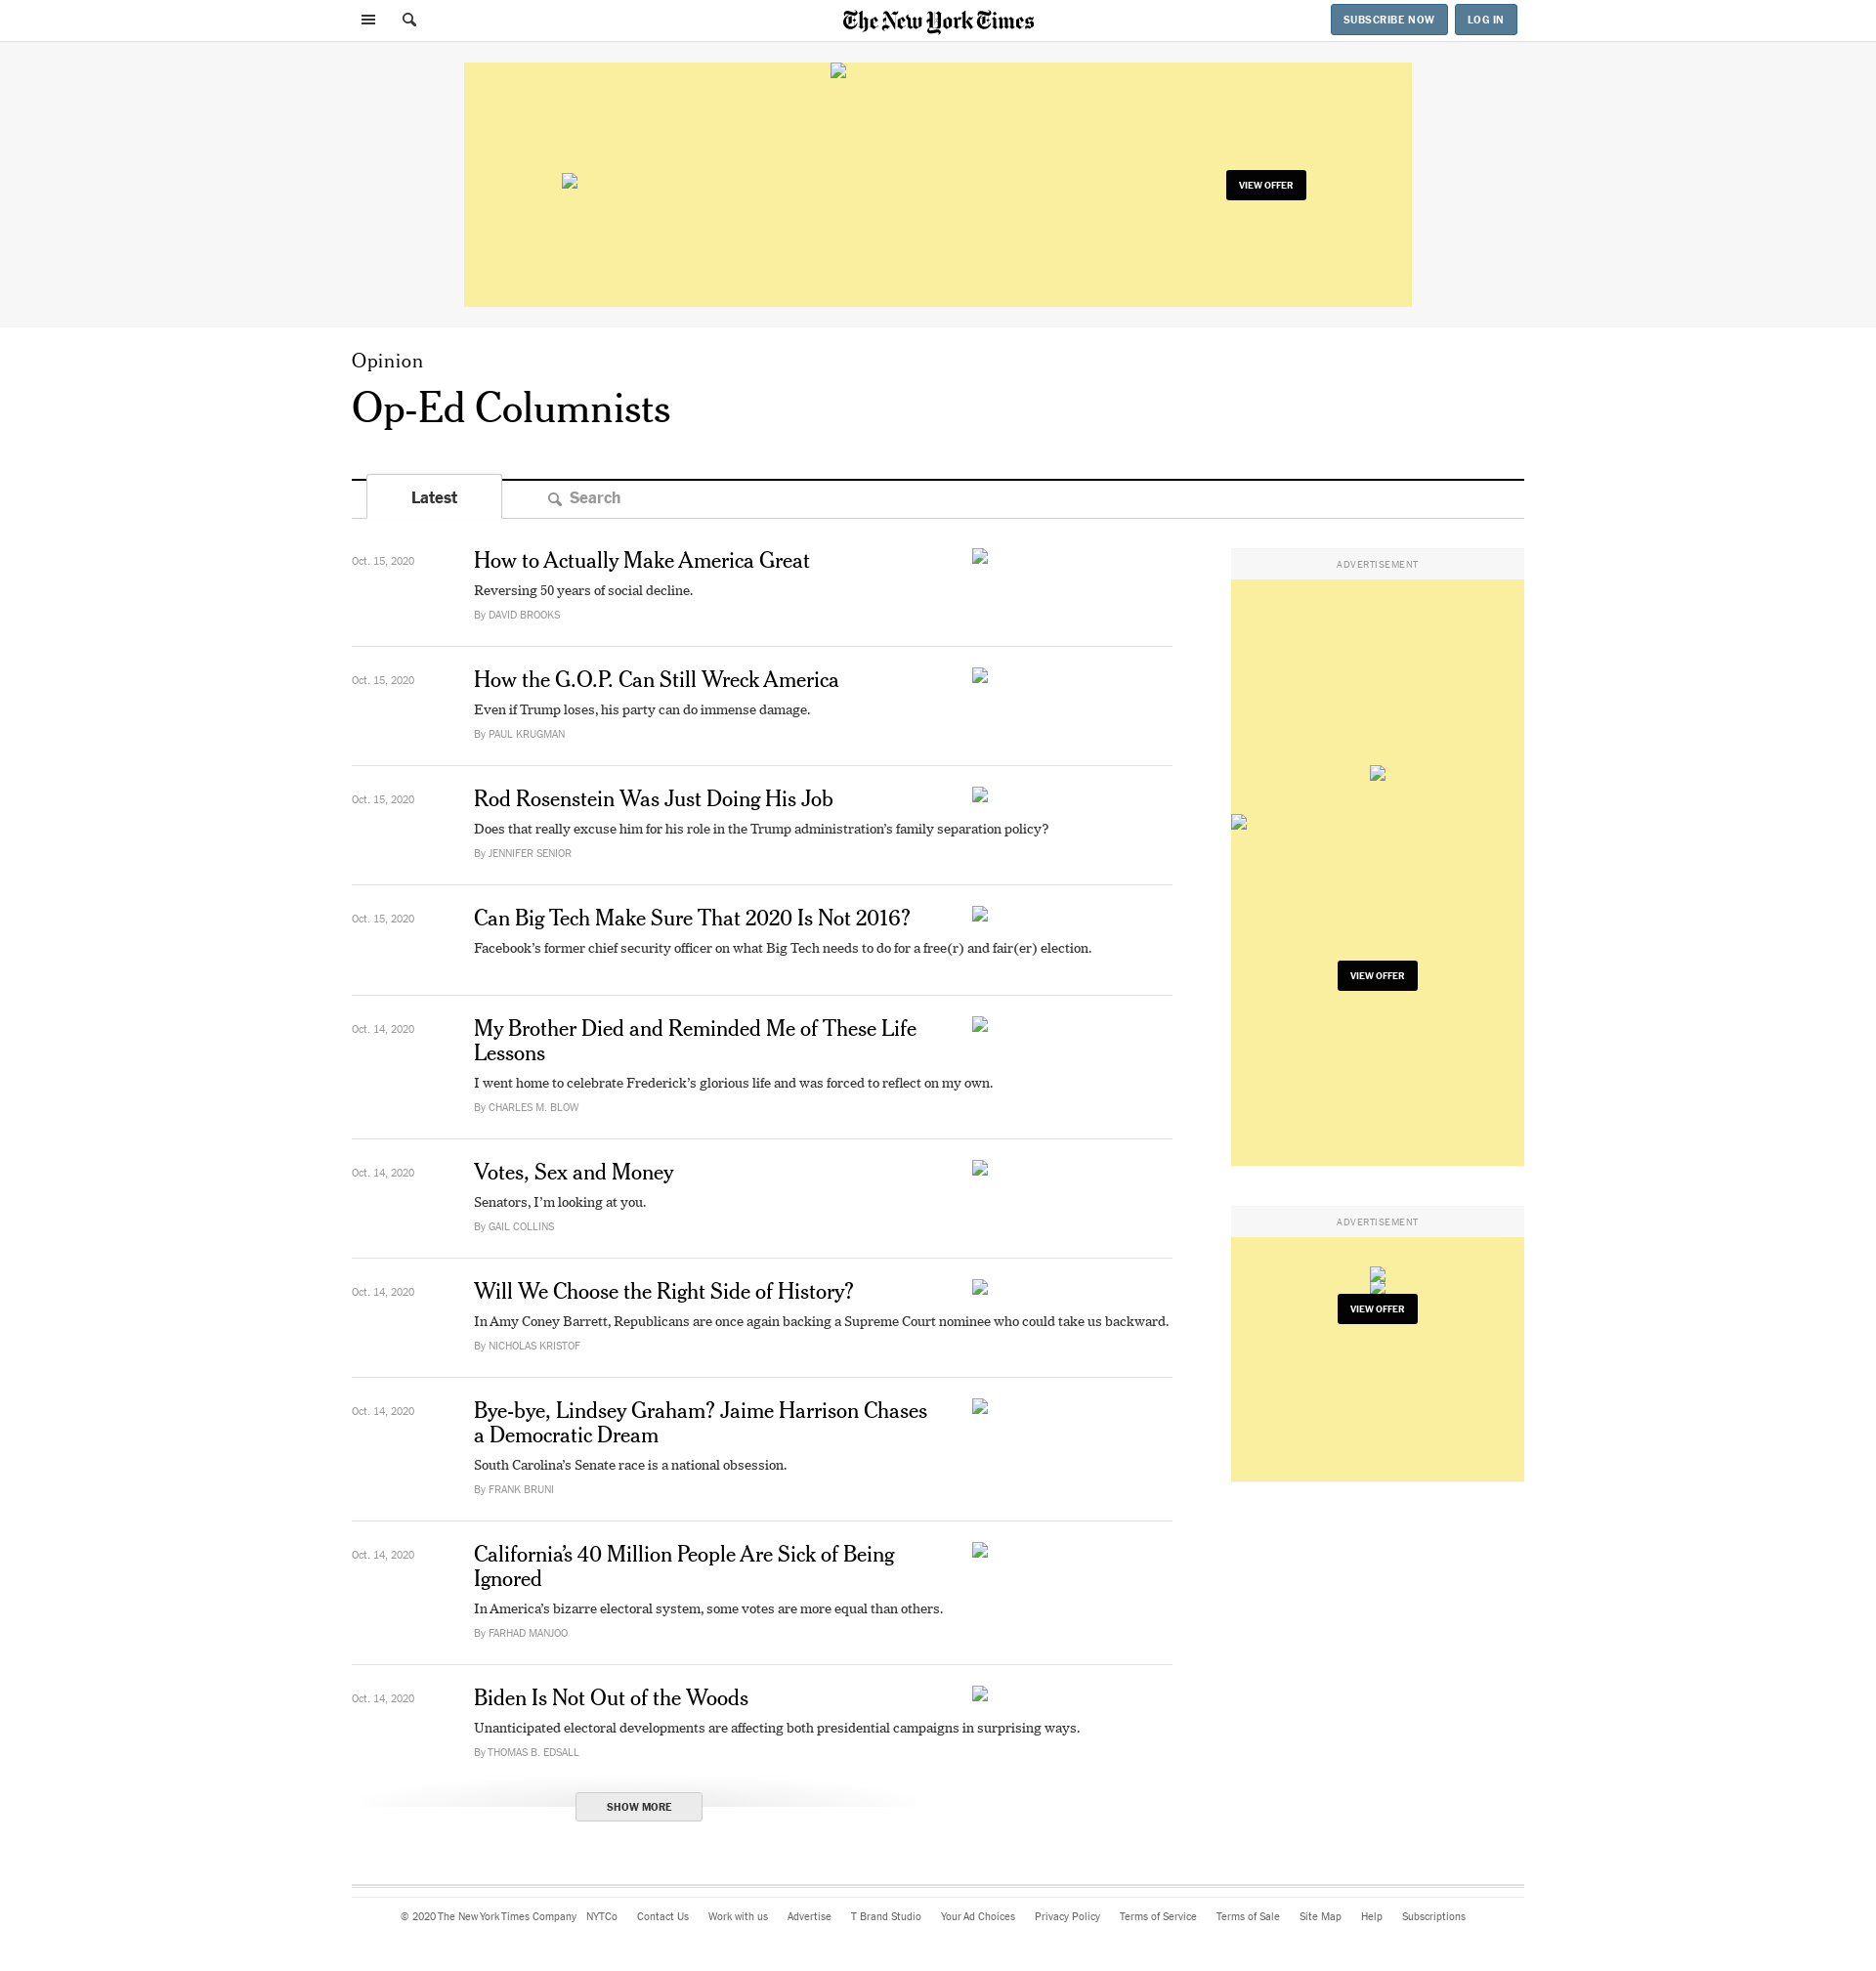 The New York Times
SUBSCRIBE NOW
LOG IN
VIEW OFFER
Opinion
Op-Ed Columnists
Latest
Search
Oct. 15, 2020
How to Actually Make America Great
Reversing 50 years of social decline.
By DAVID BROOKS
Oct. 15, 2020
How the G.O.P. Can Still Wreck America
Even if Trump loses, his party can do immense damage.
By PAUL KRUGMAN
Oct. 15, 2020
Rod Rosenstein Was Just Doing His Job
Does that really excuse him for his role in the Trump administration’s family separation policy?
By JENNIFER SENIOR
Oct. 15, 2020
Can Big Tech Make Sure That 2020 Is Not 2016?
Facebook’s former chief security officer on what Big Tech needs to do for a free(r) and fair(er) election.
Oct. 14, 2020
My Brother Died and Reminded Me of These Life
Lessons
I went home to celebrate Frederick’s glorious life and was forced to reflect on my own.
By CHARLES M. BLOW
Oct. 14, 2020
Votes, Sex and Money
Senators, I’m looking at you.
By GAIL COLLINS
Oct. 14, 2020
Will We Choose the Right Side of History?
In Amy Coney Barrett, Republicans are once again backing a Supreme Court nominee who could take us backward.
By NICHOLAS KRISTOF
Oct. 14, 2020
Bye-bye, Lindsey Graham? Jaime Harrison Chases
a Democratic Dream
South Carolina’s Senate race is a national obsession.
By FRANK BRUNI
Oct. 14, 2020
California’s 40 Million People Are Sick of Being
Ignored
In America’s bizarre electoral system, some votes are more equal than others.
By FARHAD MANJOO
Oct. 14, 2020
Biden Is Not Out of the Woods
Unanticipated electoral developments are affecting both presidential campaigns in surprising ways.
By THOMAS B. EDSALL
SHOW MORE
ADVERTISEMENT
VIEW OFFER
ADVERTISEMENT
VIEW OFFER
© 2020 The New York Times Company NYTCo Contact Us Work with us Advertise T Brand Studio Your Ad Choices Privacy Policy Terms of Service Terms of Sale Site Map Help Subscriptions